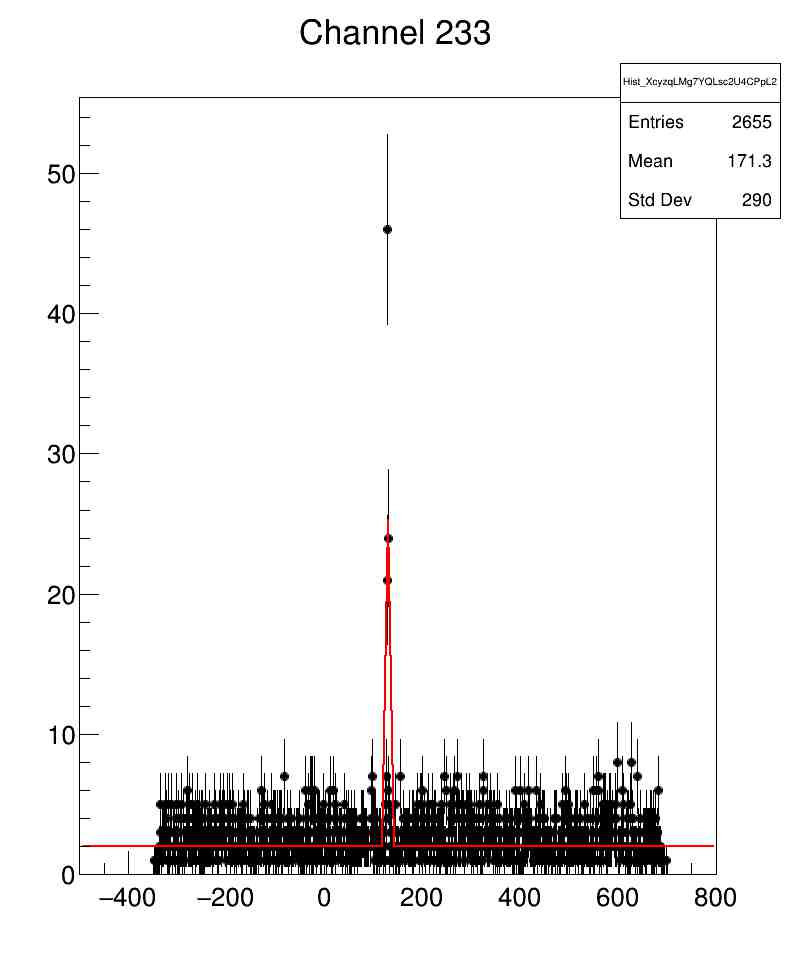 Channel 233
Hist_XcyzqLMg7YQLsc2U4CPpL2
Entries 2655
Mean 171.3
Std Dev 290
50
40
30
20
10
0
−400 −200 0 200 400 600 800